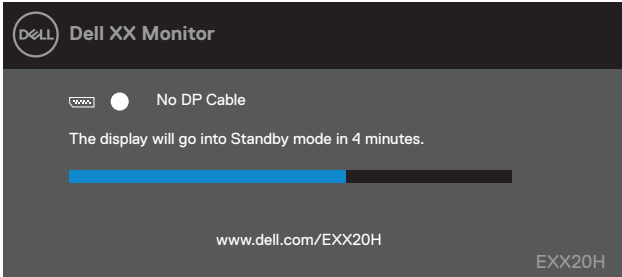 DELL Dell XX Monitor
No DP Cable
The display will go into Standby mode in 4 minutes.
www.dell.com/EXX20H
EXX20H